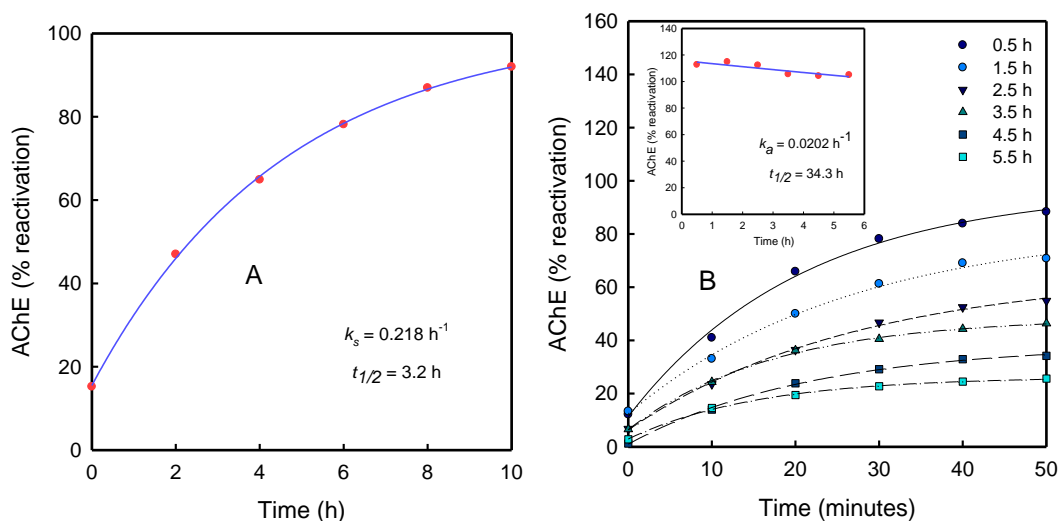 AChE (% reactivation)
100
80
60
40
20
0
0 2 4 6 8 10
Time (h)
A
k_s = 0.218 h⁻¹
t_1/2 = 3.2 h
AChE (% reactivation)
160
140
120
100
80
60
40
20
0
0 10 20 30 40 50
Time (minutes)
B
0.5 h
1.5 h
2.5 h
3.5 h
4.5 h
5.5 h
AChE (% reactivation)
140
120
100
80
60
40
20
0
0 1 2 3 4 5 6
Time (h)
k_a = 0.0202 h⁻¹
t_1/2 = 34.3 h